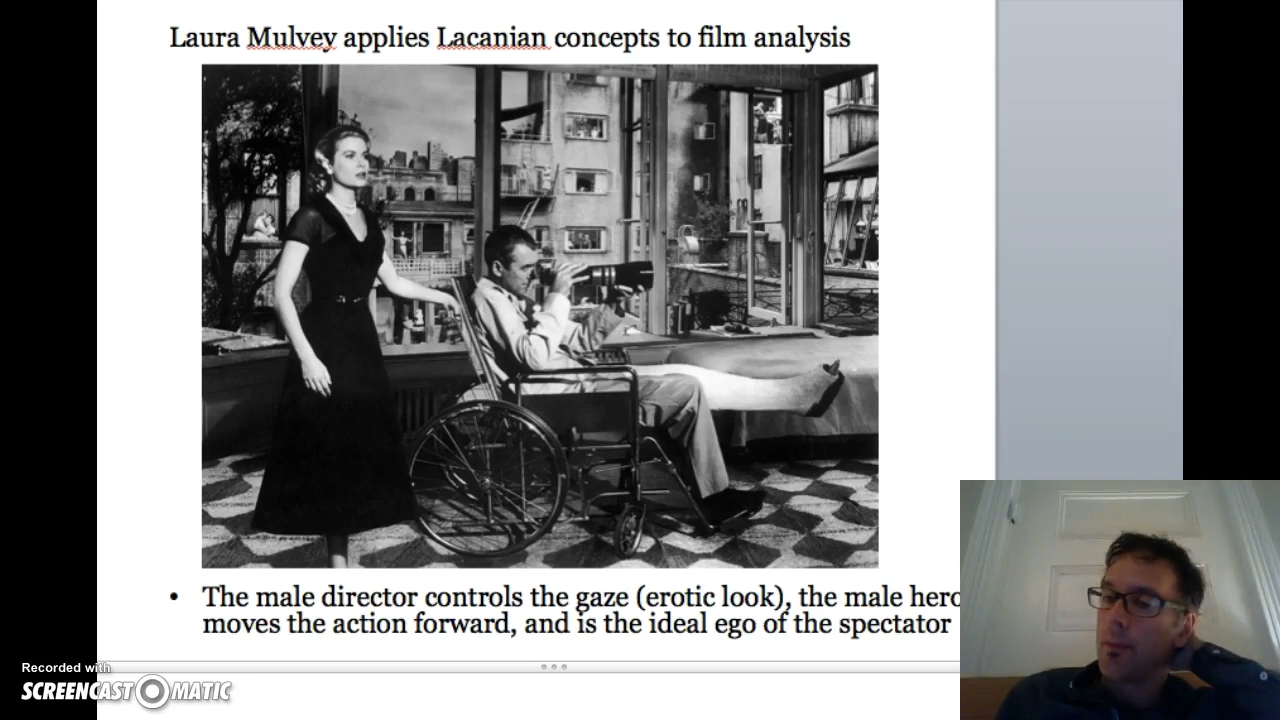 Laura Mulvey applies Lacanian concepts to film analysis
• The male director controls the gaze (erotic look), the male hero
moves the action forward, and is the ideal ego of the spectator
Recorded with
SCREENCAST-O-MATIC